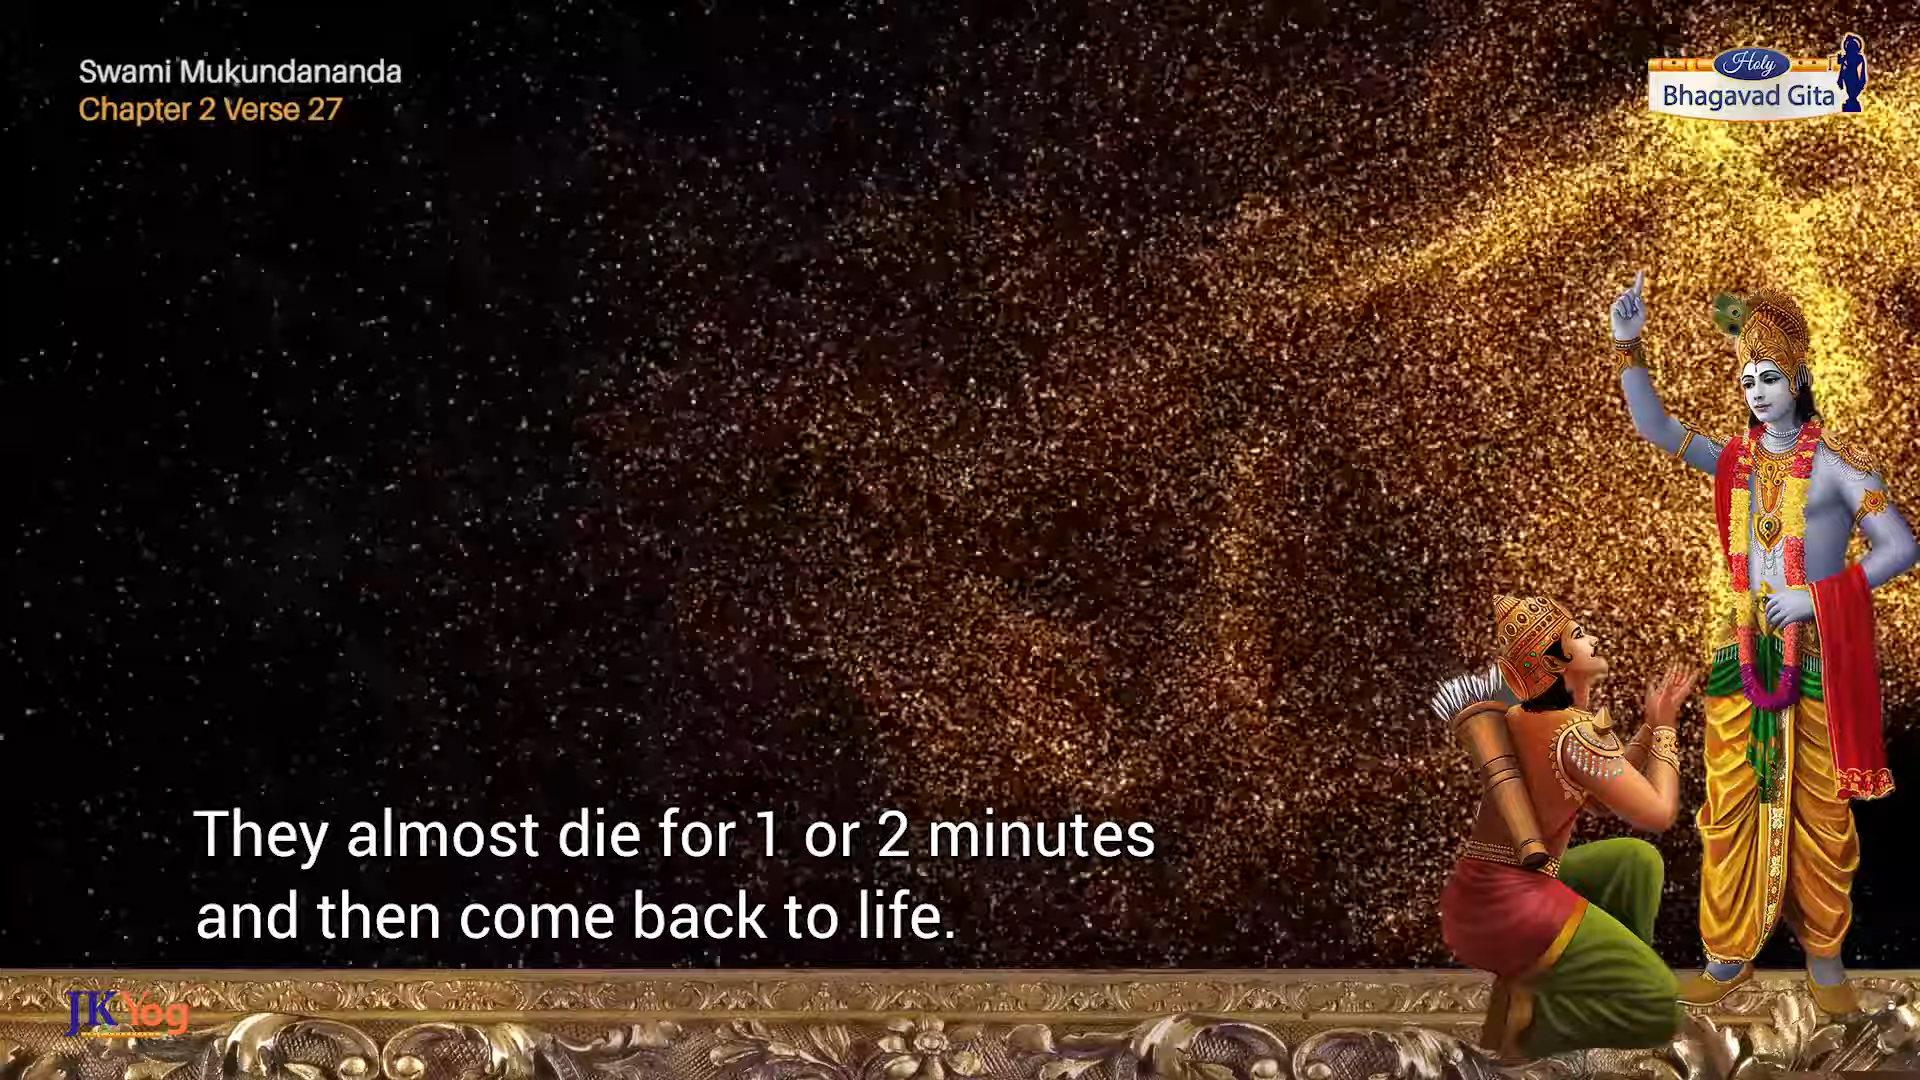 Swami Mukundananda
Chapter 2 Verse 27
Holy
Bhagavad Gita
They almost die for 1 or 2 minutes
and then come back to life.
JKYog